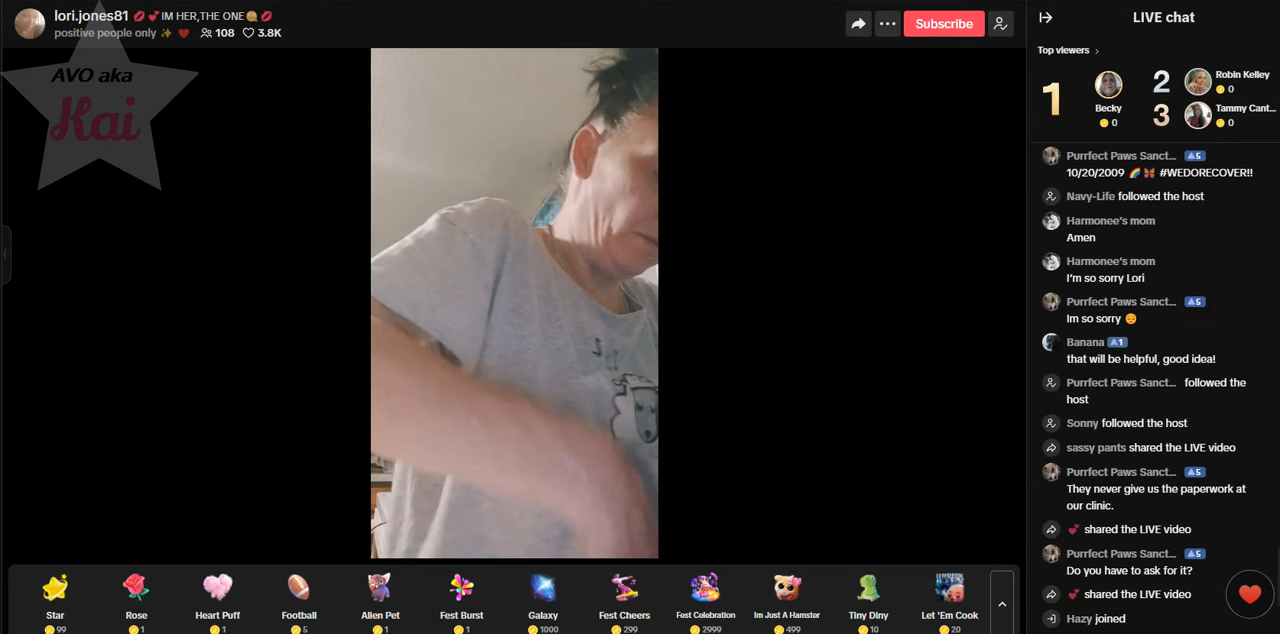 lori.jones81 💋 💕 IM HER,THE ONE 🤐 💋
positive people only ✨ ♥️ 108 3.8K
Subscribe
AVO aka
Kai
LIVE chat
Top viewers >
1
Becky
0
2
Robin Kelley
0
3
Tammy Cant...
0
Purrfect Paws Sanct... 5
10/20/2009 🌈 🦋 #WEDORECOVER!!
Navy-Life followed the host
Harmonee's mom
Amen
Harmonee's mom
I'm so sorry Lori
Purrfect Paws Sanct... 5
Im so sorry 😔
Banana 1
that will be helpful, good idea!
Purrfect Paws Sanct... followed the
host
Sonny followed the host
sassy pants shared the LIVE video
Purrfect Paws Sanct... 5
They never give us the paperwork at
our clinic.
💕 shared the LIVE video
Purrfect Paws Sanct... 5
Do you have to ask for it?
💕 shared the LIVE video
Hazy joined
Star
99
Rose
1
Heart Puff
1
Football
5
Alien Pet
1
Fest Burst
1
Galaxy
1000
Fest Cheers
299
Fest Celebration
2999
Im Just A Hamstor
499
Tiny Diny
10
Let 'Em Cook
20